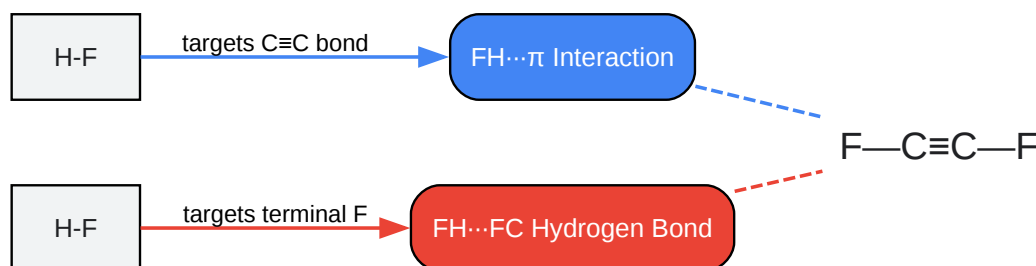 H-F
targets C≡C bond
FH···π Interaction
F—C≡C—F
H-F
targets terminal F
FH···FC Hydrogen Bond